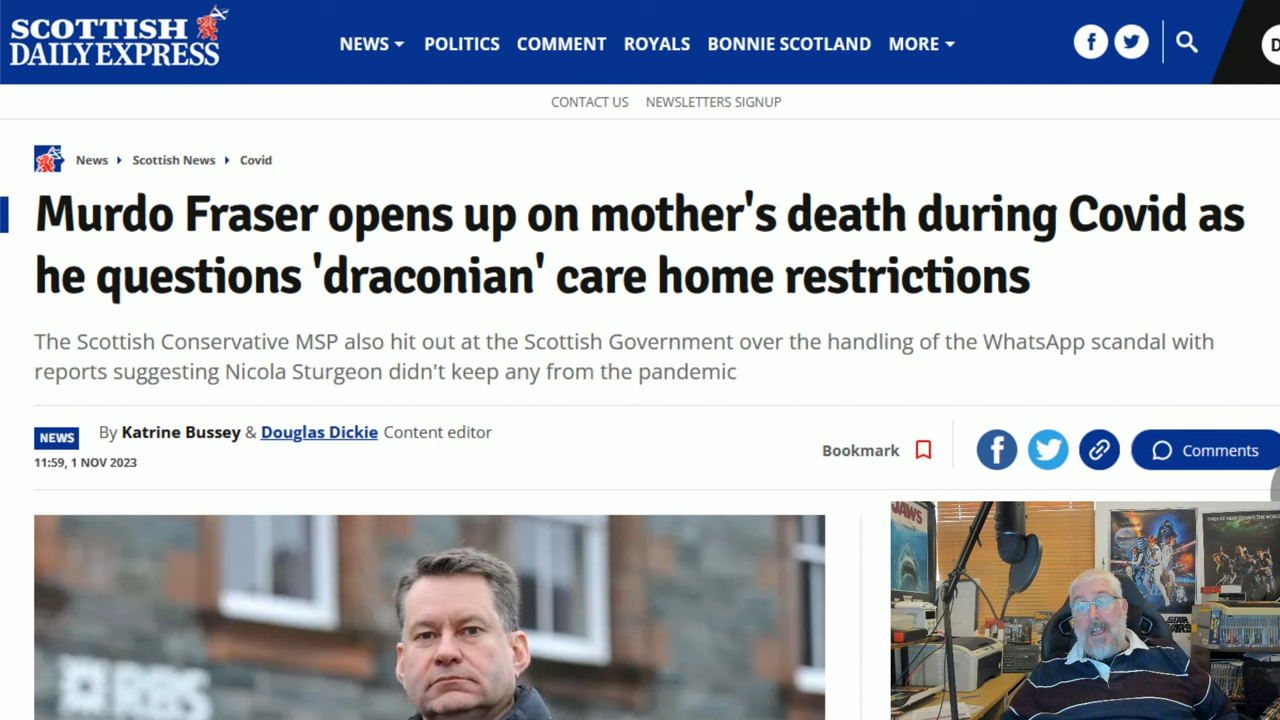 SCOTTISH
DAILY EXPRESS
NEWS POLITICS COMMENT ROYALS BONNIE SCOTLAND MORE
CONTACT US NEWSLETTERS SIGNUP
News Scottish News Covid
Murdo Fraser opens up on mother's death during Covid as
he questions 'draconian' care home restrictions
The Scottish Conservative MSP also hit out at the Scottish Government over the handling of the WhatsApp scandal with
reports suggesting Nicola Sturgeon didn't keep any from the pandemic
NEWS By Katrine Bussey & Douglas Dickie Content editor
11:59, 1 NOV 2023
Bookmark
Comments
RBS
JAWS
STAR
WARS